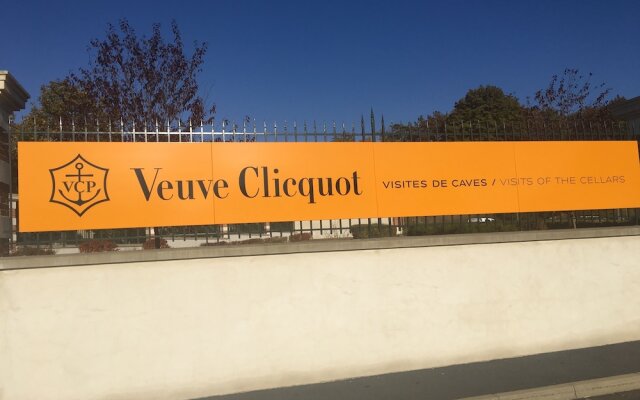 VCP Veuve Clicquot VISITES DE CAVES / VISITS OF THE CELLARS